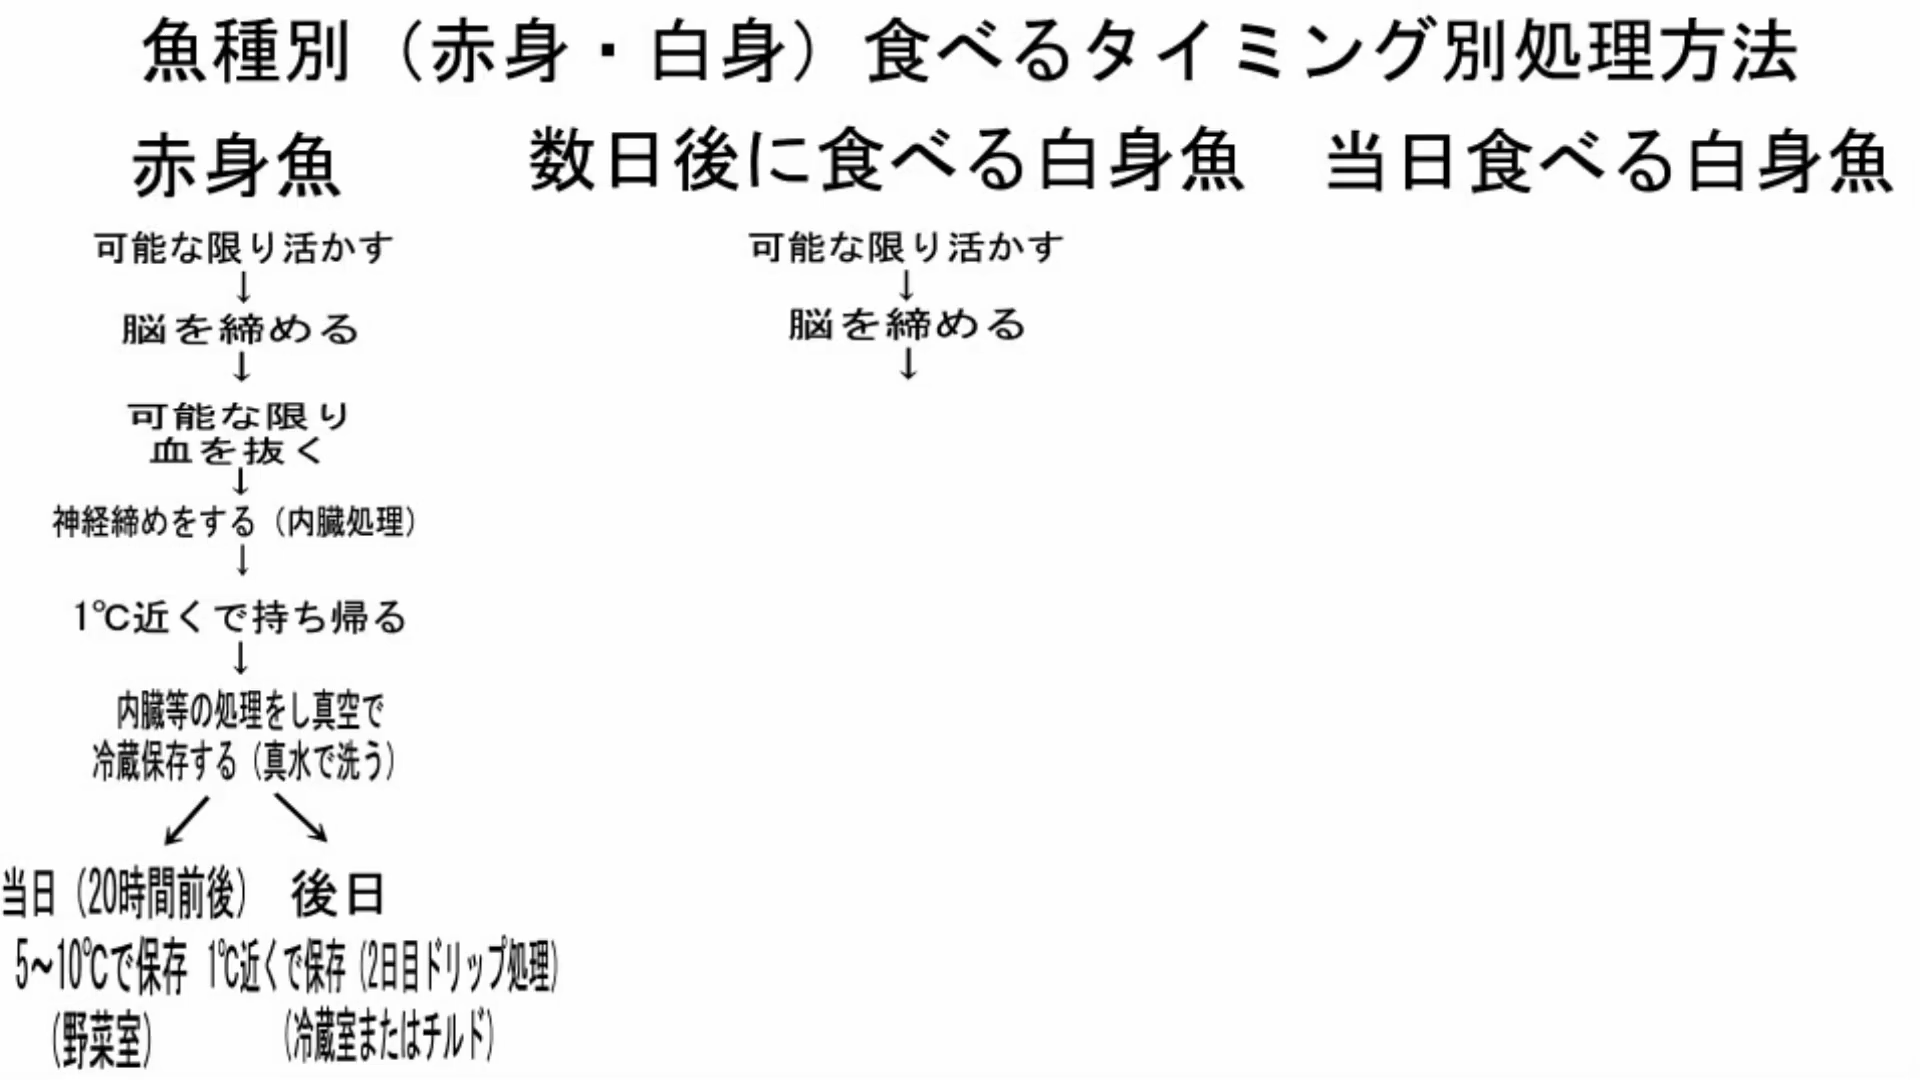 魚種別（赤身・白身）食べるタイミング別処理方法
赤身魚
可能な限り活かす
↓
脳を締める
↓
可能な限り
血を抜く
↓
神経締めをする（内臓処理）
↓
1℃近くで持ち帰る
↓
内臓等の処理をし真空で
冷蔵保存する（真水で洗う）
↙ ↘
当日（20時間前後）
5~10℃で保存
（野菜室）
後日
1℃近くで保存（2日目ドリップ処理）
（冷蔵室またはチルド）
数日後に食べる白身魚
可能な限り活かす
↓
脳を締める
↓
当日食べる白身魚